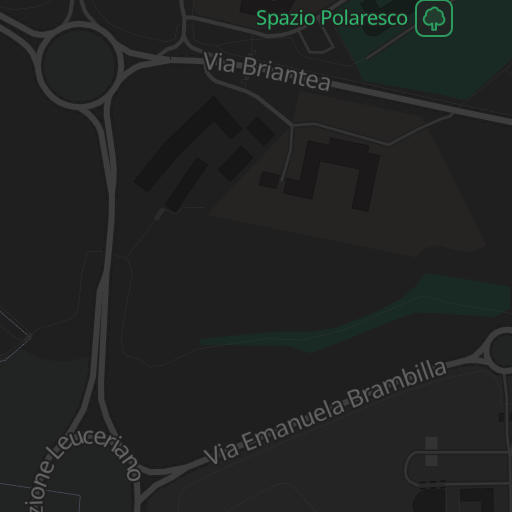 Spazio Polaresco
Via Briantea
Via Emanuela Brambilla
zione Leuceriano